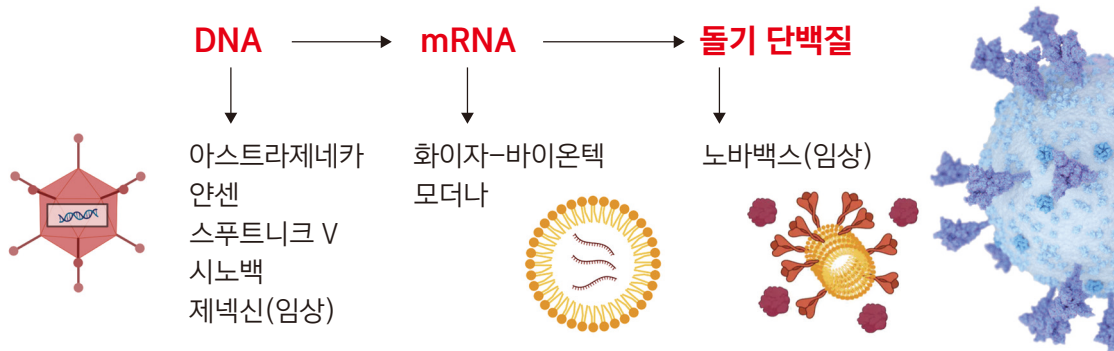 DNA
mRNA
돌기 단백질
아스트라제네카
얀센
스푸트니크 V
시노백
제넥신(임상)
화이자-바이온텍
모더나
노바백스(임상)